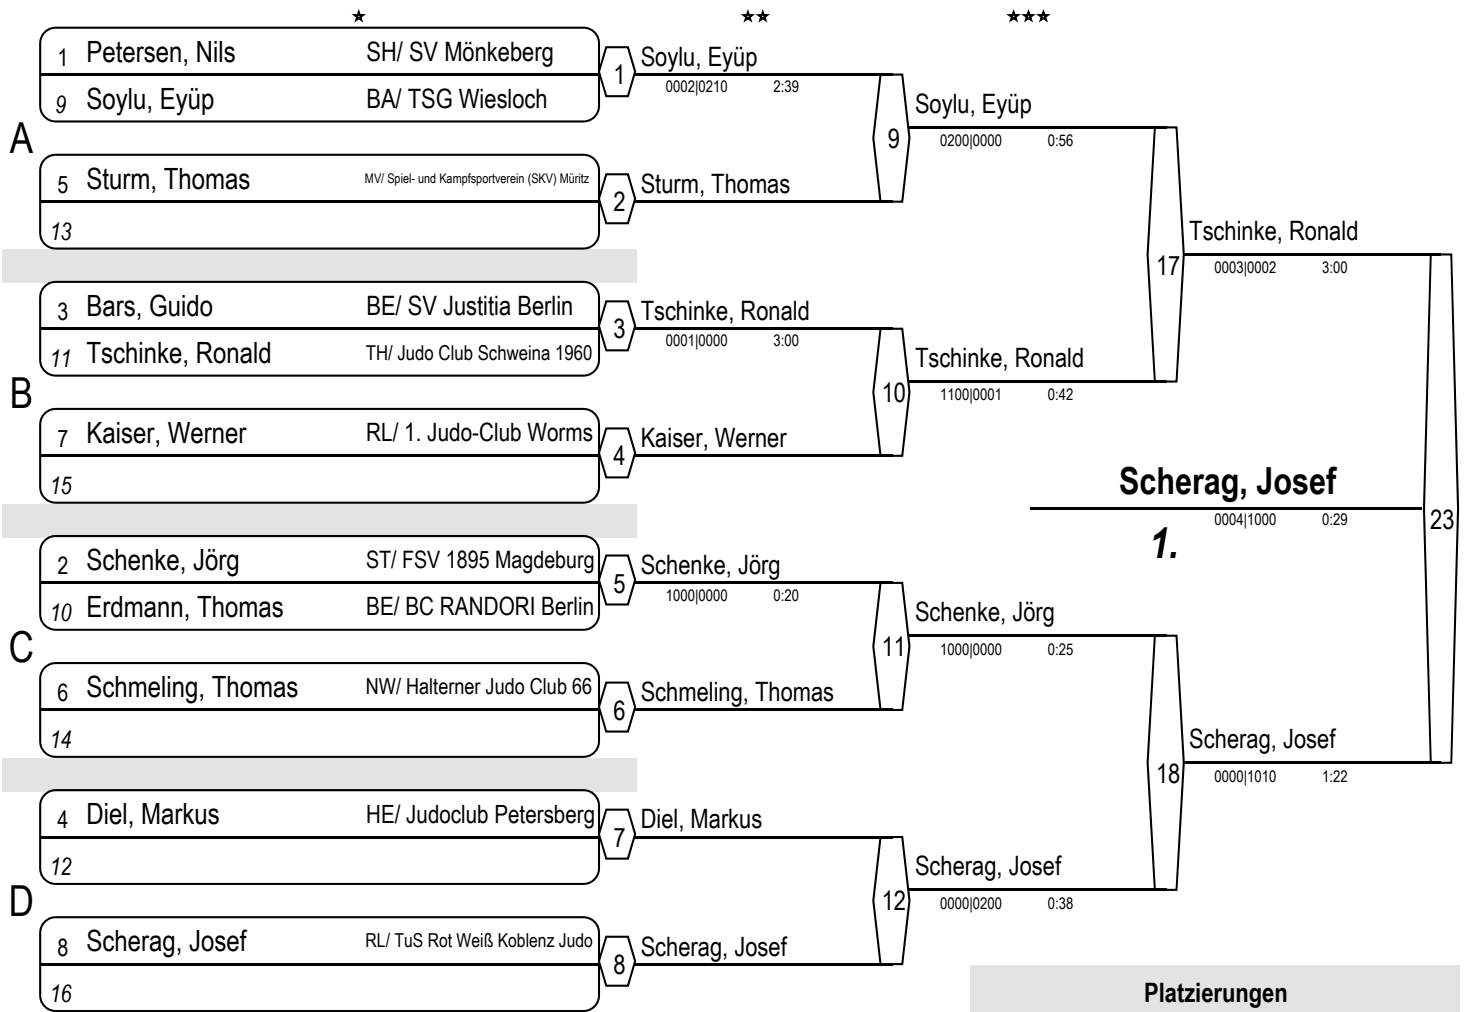 ★ ★★ ★★★
1 Petersen, Nils SH/ SV Mönkeberg
9 Soylu, Eyüp BA/ TSG Wiesloch
A
5 Sturm, Thomas MV/ Spiel- und Kampfsportverein (SKV) Müritz
13
3 Bars, Guido BE/ SV Justitia Berlin
11 Tschinke, Ronald TH/ Judo Club Schweina 1960
B
7 Kaiser, Werner RL/ 1. Judo-Club Worms
15
2 Schenke, Jörg ST/ FSV 1895 Magdeburg
10 Erdmann, Thomas BE/ BC RANDORI Berlin
C
6 Schmeling, Thomas NW/ Halterner Judo Club 66
14
4 Diel, Markus HE/ Judoclub Petersberg
12
D
8 Scherag, Josef RL/ TuS Rot Weiß Koblenz Judo
16
1 Soylu, Eyüp
0002|0210 2:39
2 Sturm, Thomas
3 Tschinke, Ronald
0001|0000 3:00
4 Kaiser, Werner
5 Schenke, Jörg
1000|0000 0:20
6 Schmeling, Thomas
7 Diel, Markus
8 Scherag, Josef
9 Soylu, Eyüp
0200|0000 0:56
10 Tschinke, Ronald
1100|0001 0:42
11 Schenke, Jörg
1000|0000 0:25
12 Scherag, Josef
0000|0200 0:38
17 Tschinke, Ronald
0003|0002 3:00
18 Scherag, Josef
0000|1010 1:22
Scherag, Josef
0004|1000 0:29
23
1.
Platzierungen